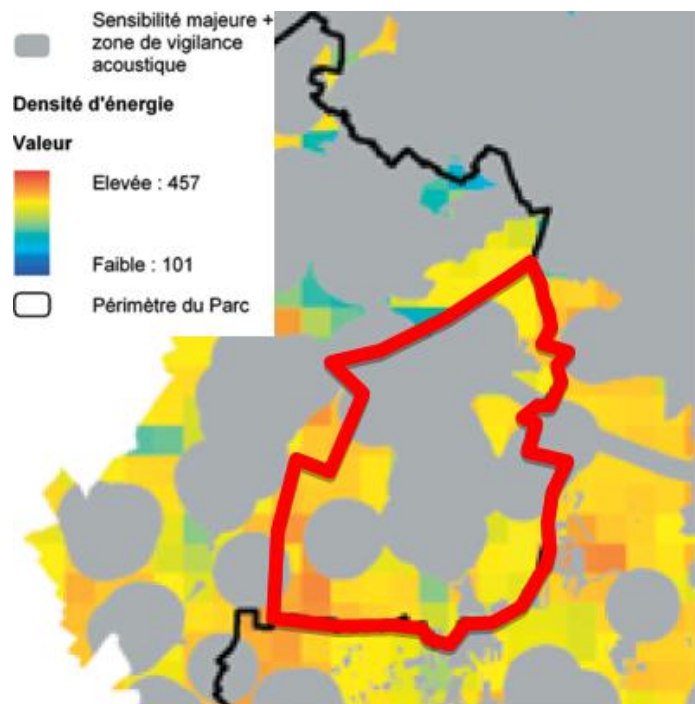 Sensibilité majeure +
zone de vigilance
acoustique
Densité d'énergie
Valeur
Elevée : 457
Faible : 101
Périmètre du Parc